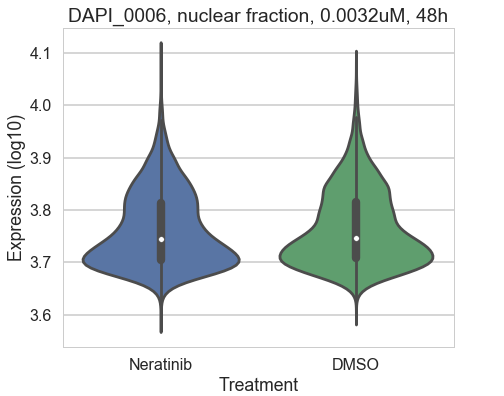 DAPI_0006, nuclear fraction, 0.0032uM, 48h
4.1
4.0
3.9
3.8
3.7
3.6
Expression (log10)
Neratinib
DMSO
Treatment